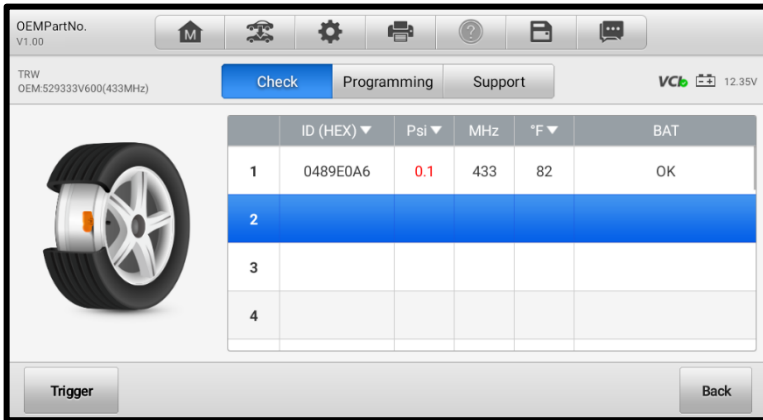 OEMPartNo.
V1.00
M
TRW
OEM:529333V600(433MHz)
Check Programming Support
VCI 12.35V
ID (HEX) ▼ Psi ▼ MHz °F ▼ BAT
1 0489E0A6 0.1 433 82 OK
2
3
4
Trigger Back